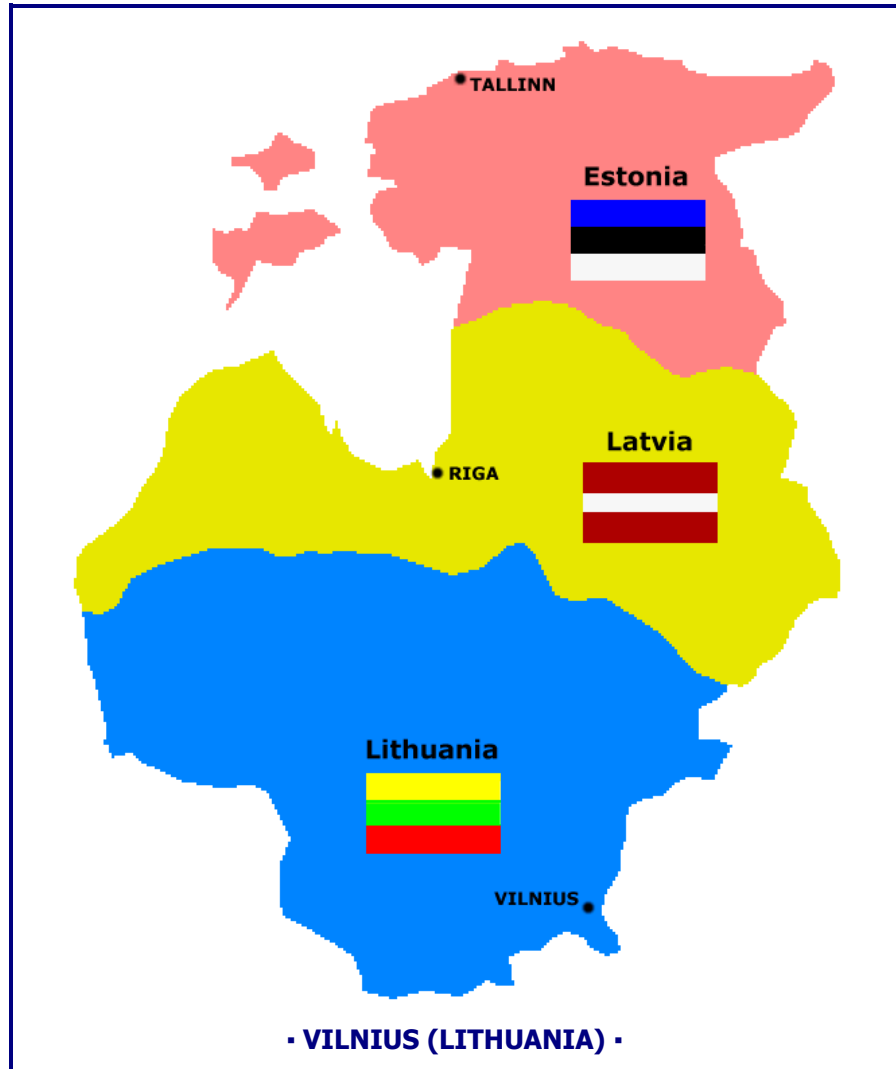 TALLINN
Estonia
Latvia
RIGA
Lithuania
VILNIUS
· VILNIUS (LITHUANIA) ·